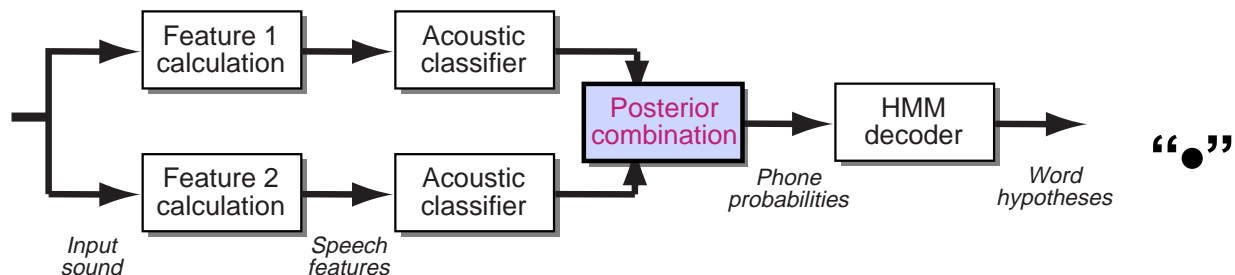 Feature 1
calculation
Acoustic
classifier
Posterior
combination
HMM
decoder
“●”
Feature 2
calculation
Acoustic
classifier
Phone
probabilities
Word
hypotheses
Input
sound
Speech
features